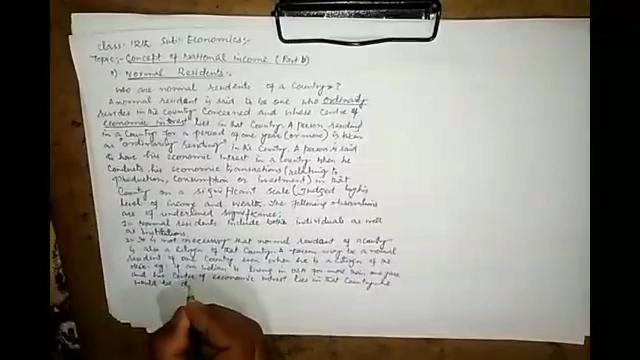 Class: 12th Sub: Economics:-
Topic:- Concept of National Income (Part B)
Normal Residents:-
Who are normal residents of a Country?
A normal resident is said to be one who ordinarily
resides in the Country Concerned and whose Centre of
economic interest lies in that Country. A person residing
in a Country for a period of one year (or more) is taken
as "ordinarily residing" in the Country. A person is said
to have his economic interest in a Country when he
conducts his economic transactions (relating to
production, Consumption or investment) in that
Country on a significant scale (Judged by his
level of income and wealth. The following observations
are of underlined significance;
1:- Normal residents include both individuals as well
as Institutions.
2:- It is not necessary that normal resident of a Country
is also a Citizen of that Country. A person may be a normal
resident of one Country even when he is a Citizen of the
other. eg if an Indian is living in USA for more than one year
and his Centre of economic interest lies in that Country, he
would be